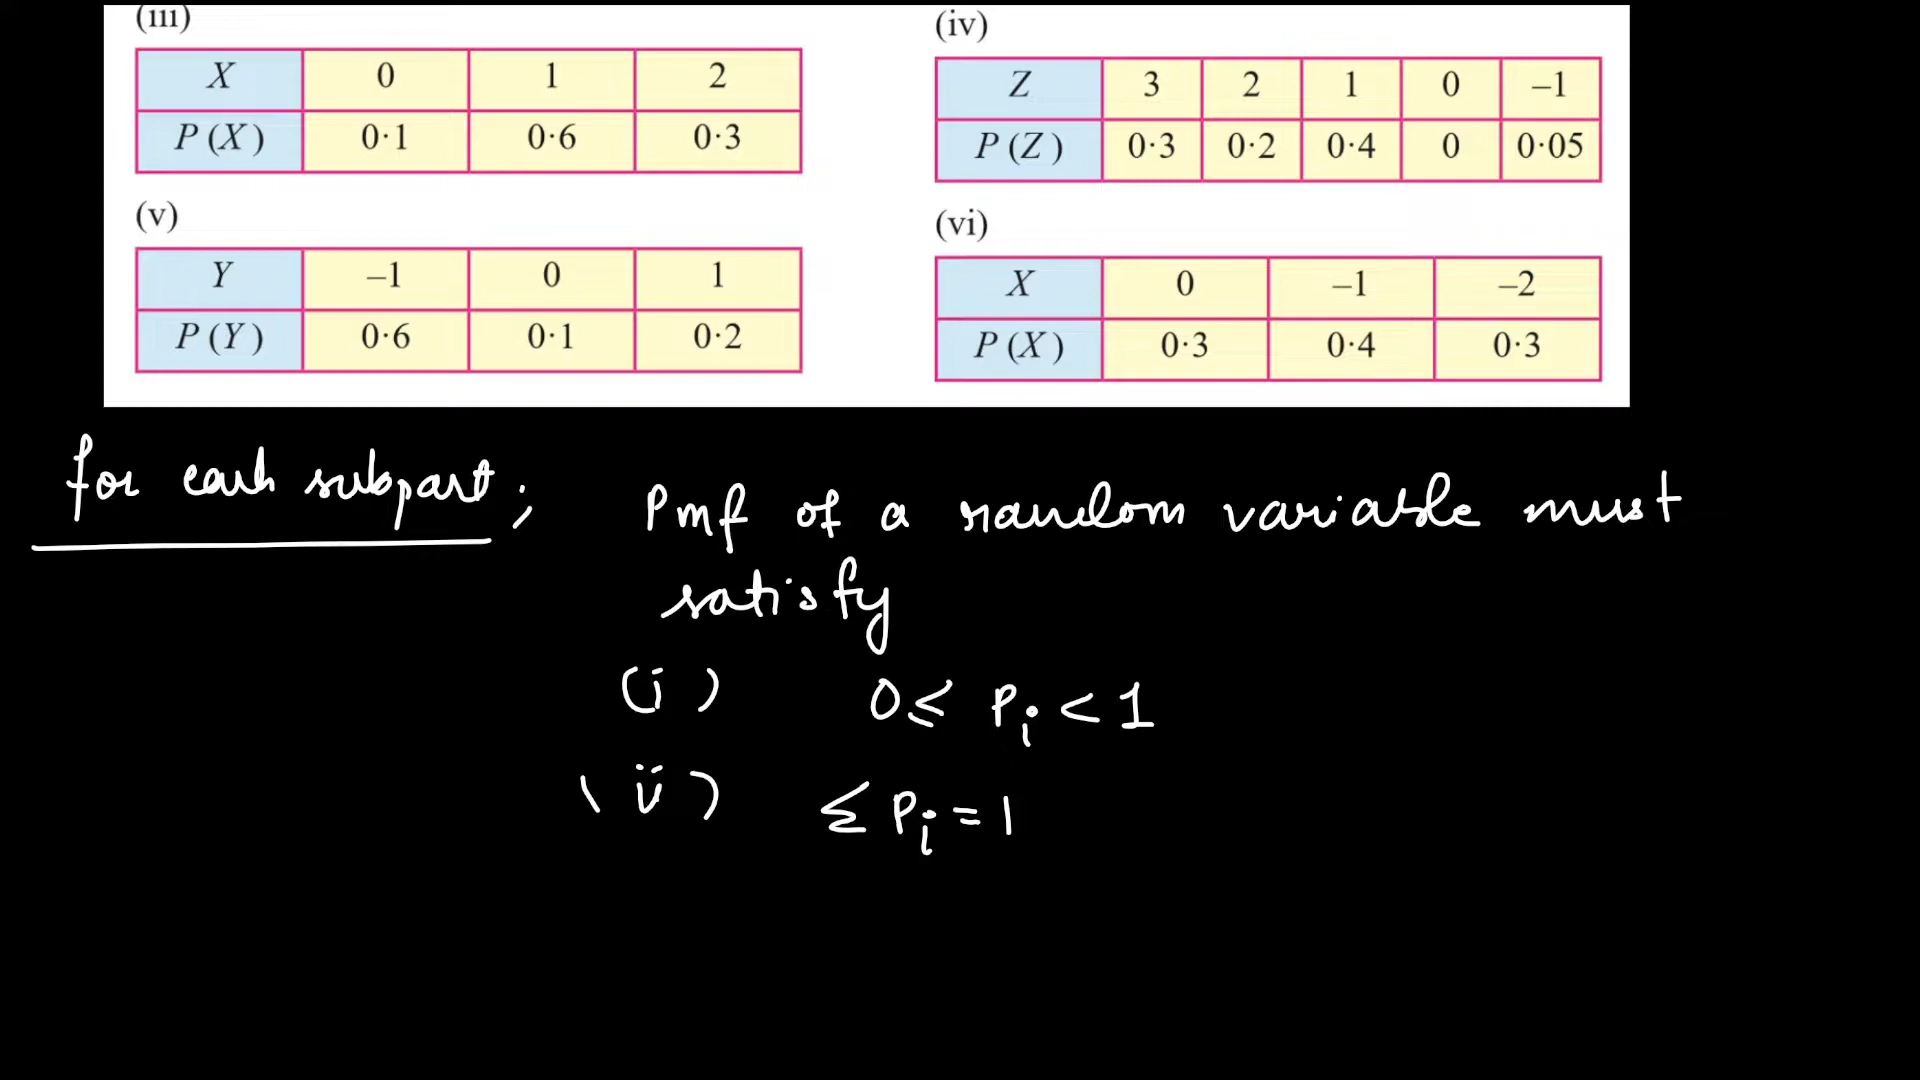 (iii)
X 0 1 2
P (X) 0·1 0·6 0·3
(iv)
Z 3 2 1 0 –1
P (Z) 0·3 0·2 0·4 0 0·05
(v)
Y –1 0 1
P (Y) 0·6 0·1 0·2
(vi)
X 0 –1 –2
P (X) 0·3 0·4 0·3
for each subpart; Pmf of a random variable must
satisfy
(i) 0 ≤ Pi < 1
(ii) Σ Pi = 1